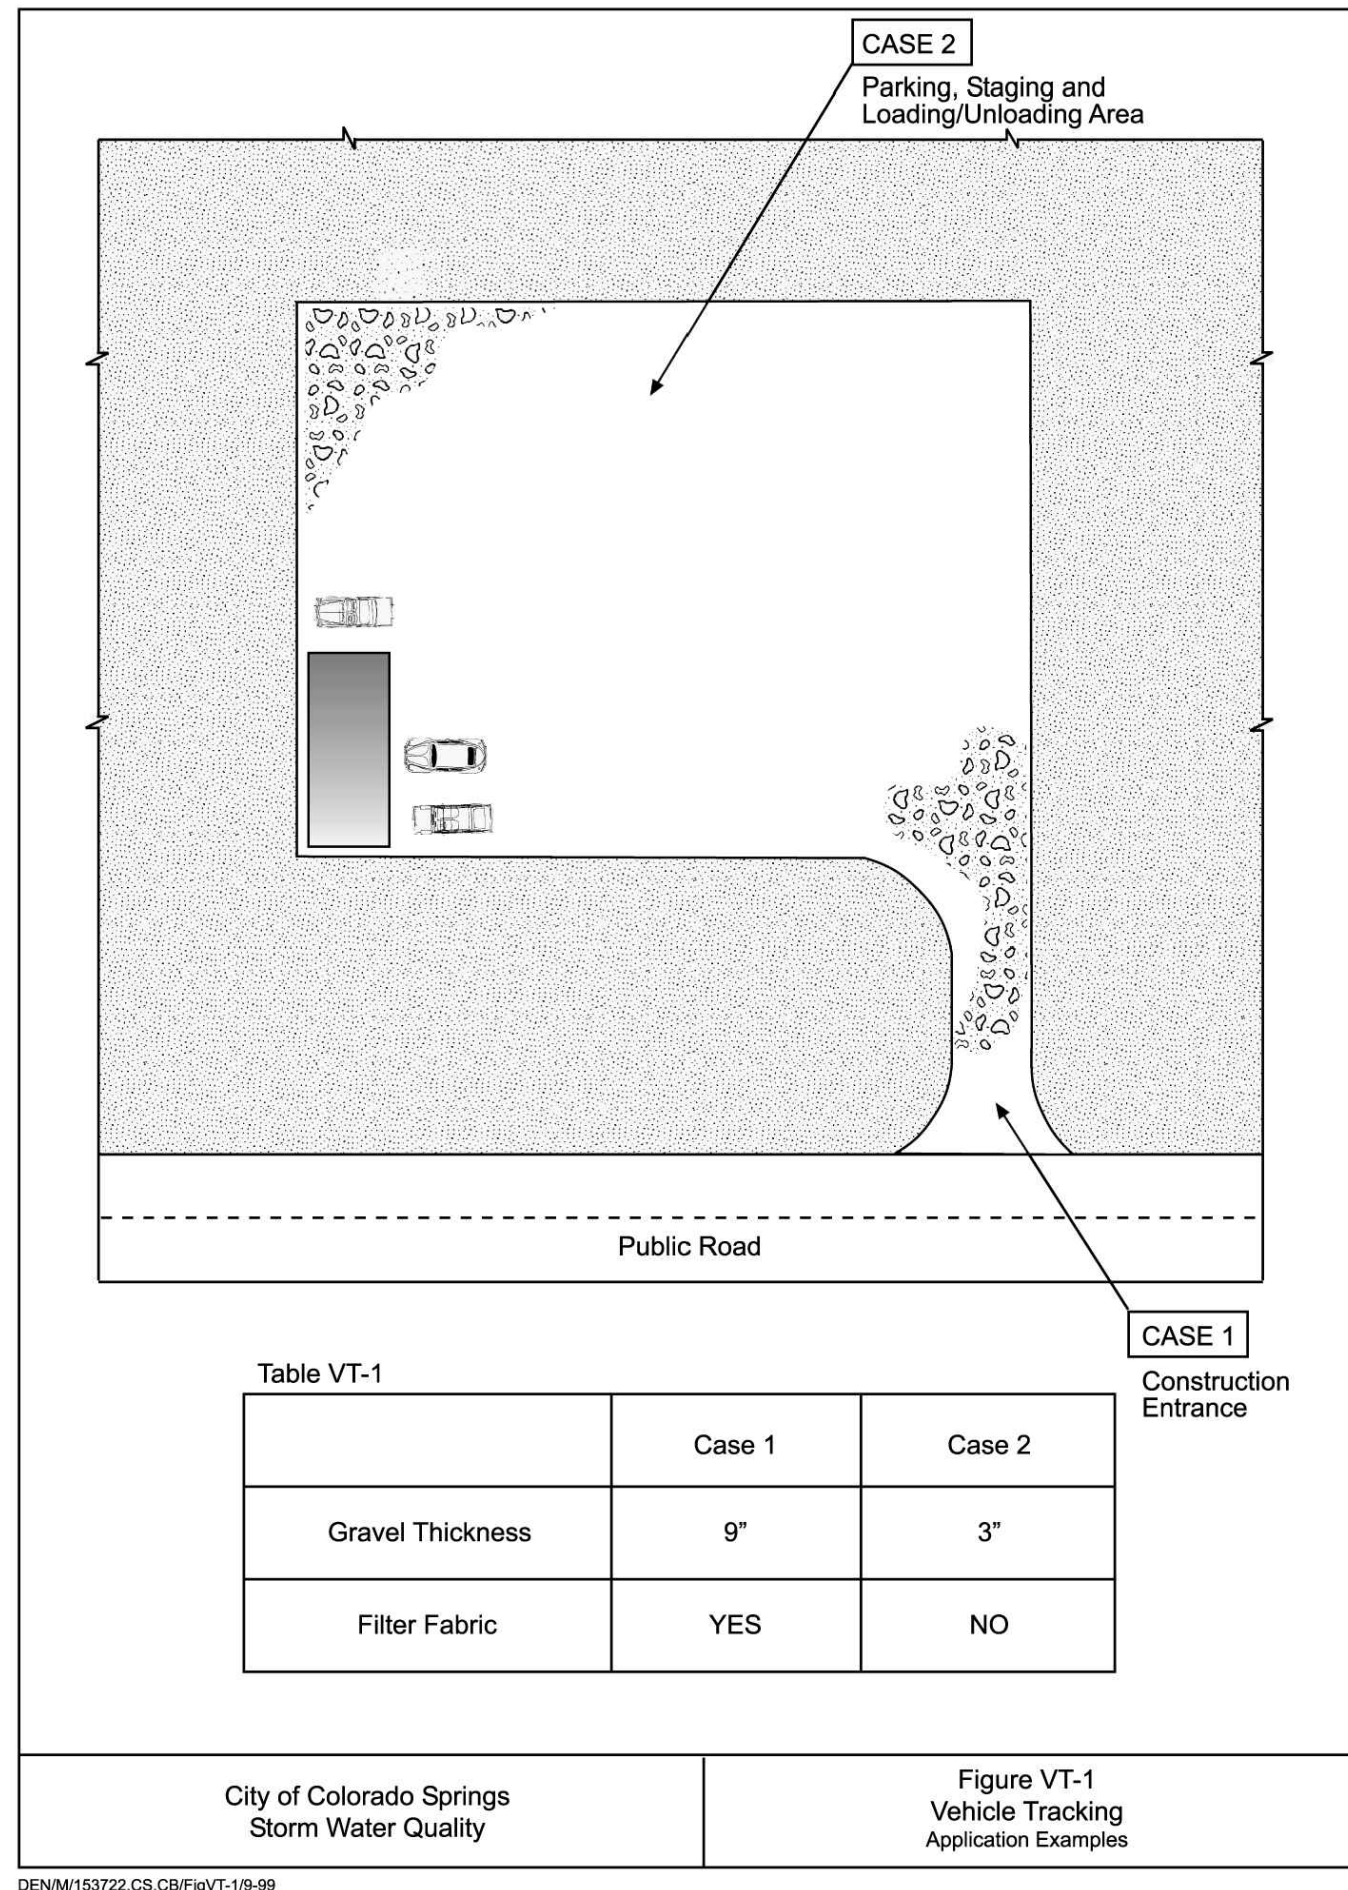 CASE 2
Parking, Staging and
Loading/Unloading Area
Public Road
CASE 1
Construction
Entrance
Table VT-1
Case 1 Case 2
Gravel Thickness 9” 3”
Filter Fabric YES NO
City of Colorado Springs
Storm Water Quality
Figure VT-1
Vehicle Tracking
Application Examples
DEN/M/153722.CS.CB/FigVT-1/9-99